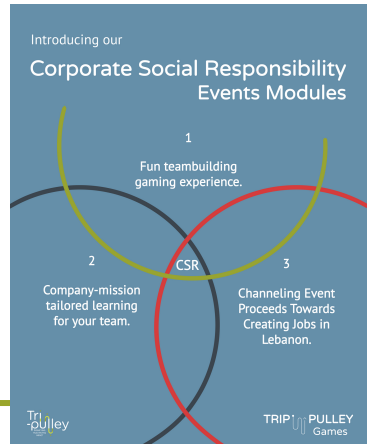 Introducing our
Corporate Social Responsibility
Events Modules
1
Fun teambuilding
gaming experience.
2
Company-mission
tailored learning
for your team.
CSR
3
Channeling Event
Proceeds Towards
Creating Jobs in
Lebanon.
Tri
-pulley
TRIP PULLEY
Games